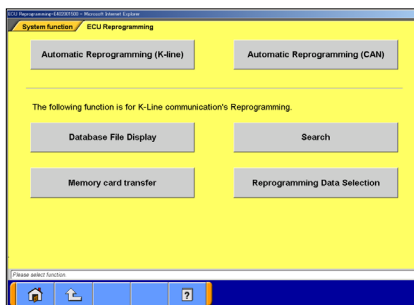 ECU Reprogramming-EK02001500 - Microsoft Internet Explorer
System function ECU Reprogramming
Automatic Reprogramming (K-line) Automatic Reprogramming (CAN)
The following function is for K-Line communication's Reprogramming.
Database File Display Search
Memory card transfer Reprogramming Data Selection
Please select function
?